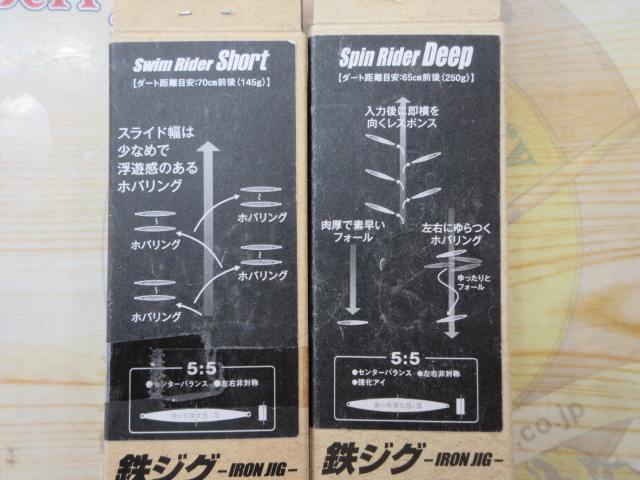 Swim Rider Short
【ダート距離目安:70cm前後(145g)】
スライド幅は
少なめで
浮遊感のある
ホバリング
ホバリング
ホバリング
ホバリング
ホバリング
5:5
●センターバランス ●左右非対称
5:5
鉄ジグ-IRON JIG-
Spin Rider Deep
【ダート距離目安:65cm前後(250g)】
入力後に即横を
向くレスポンス
肉厚で素早い
フォール
左右にゆらつく
ホバリング
ゆったりと
フォール
5:5
●センターバランス ●左右非対称
●強化アイ
5:5
鉄ジグ-IRON JIG-
co.jp